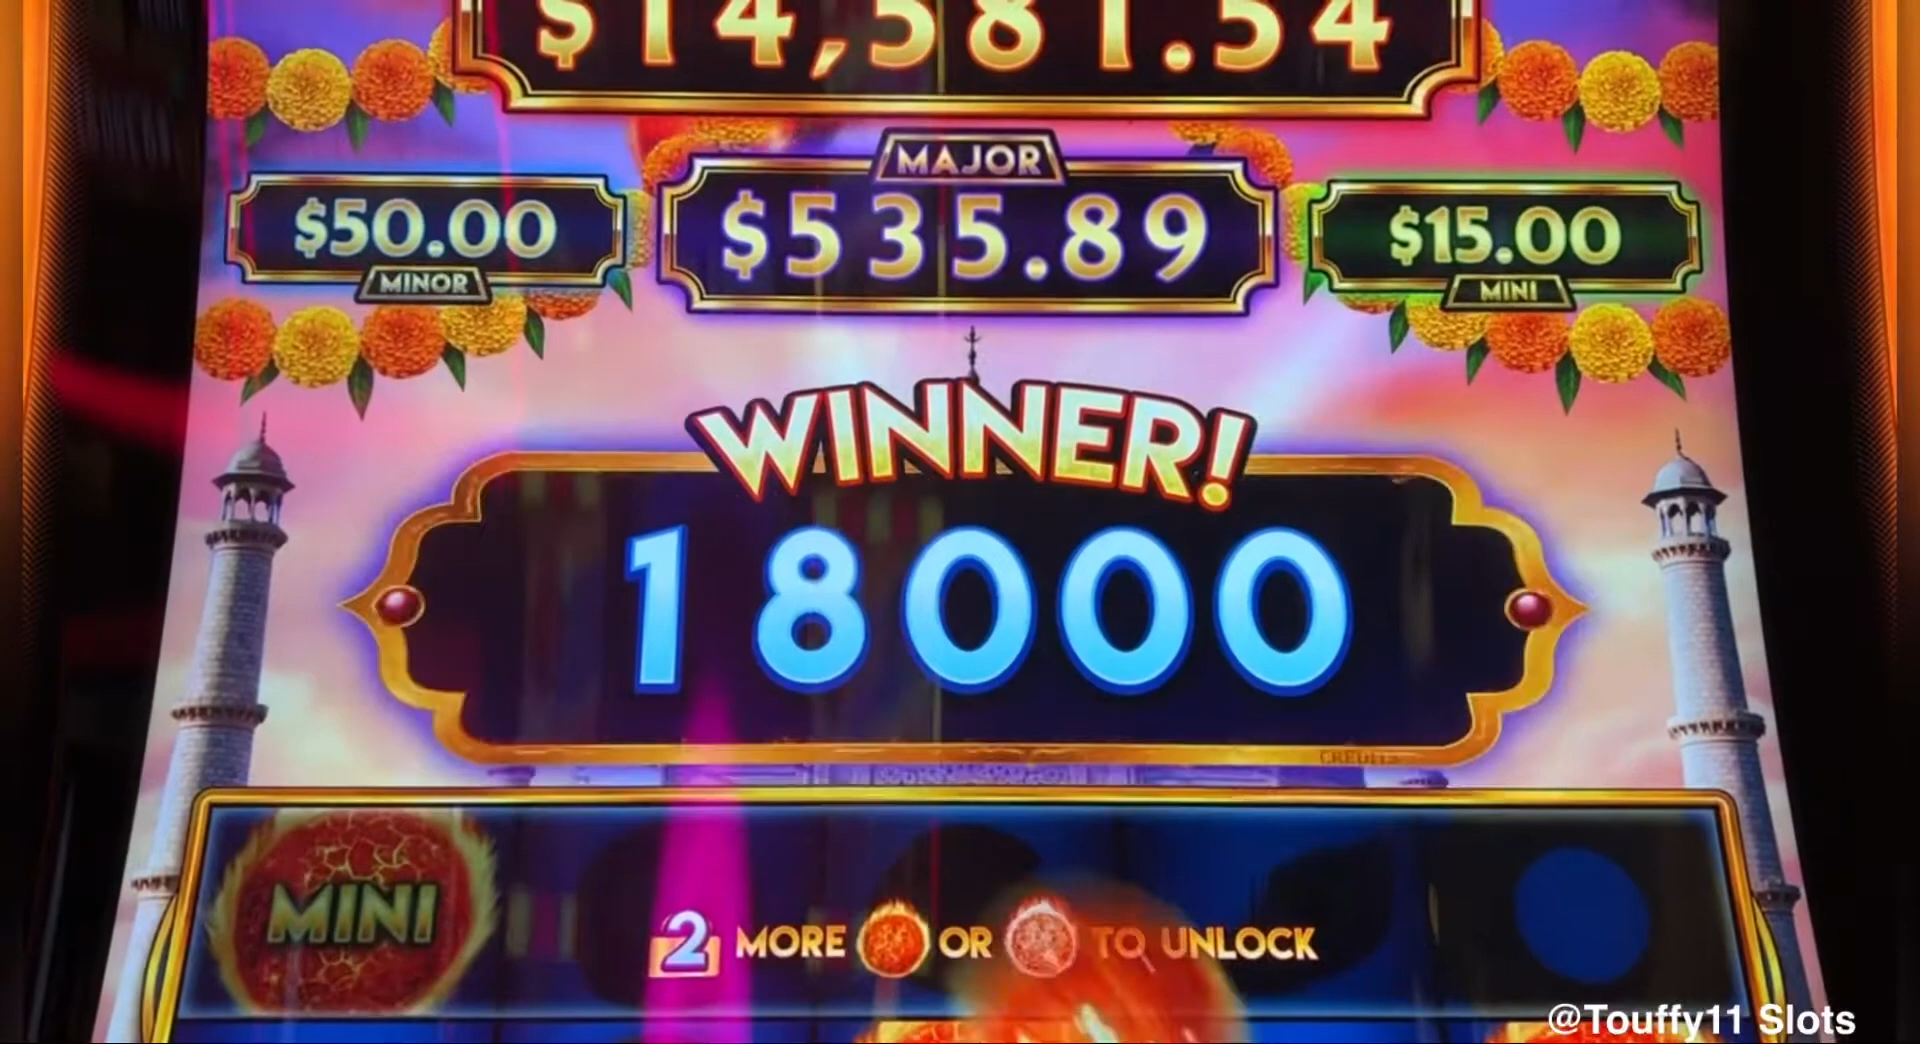 $14,581.54
MAJOR
$50.00
$535.89
$15.00
MINOR
MINI
WINNER!
18000
CREDITS
MINI
2 MORE OR TO UNLOCK
@Touffy11 Slots